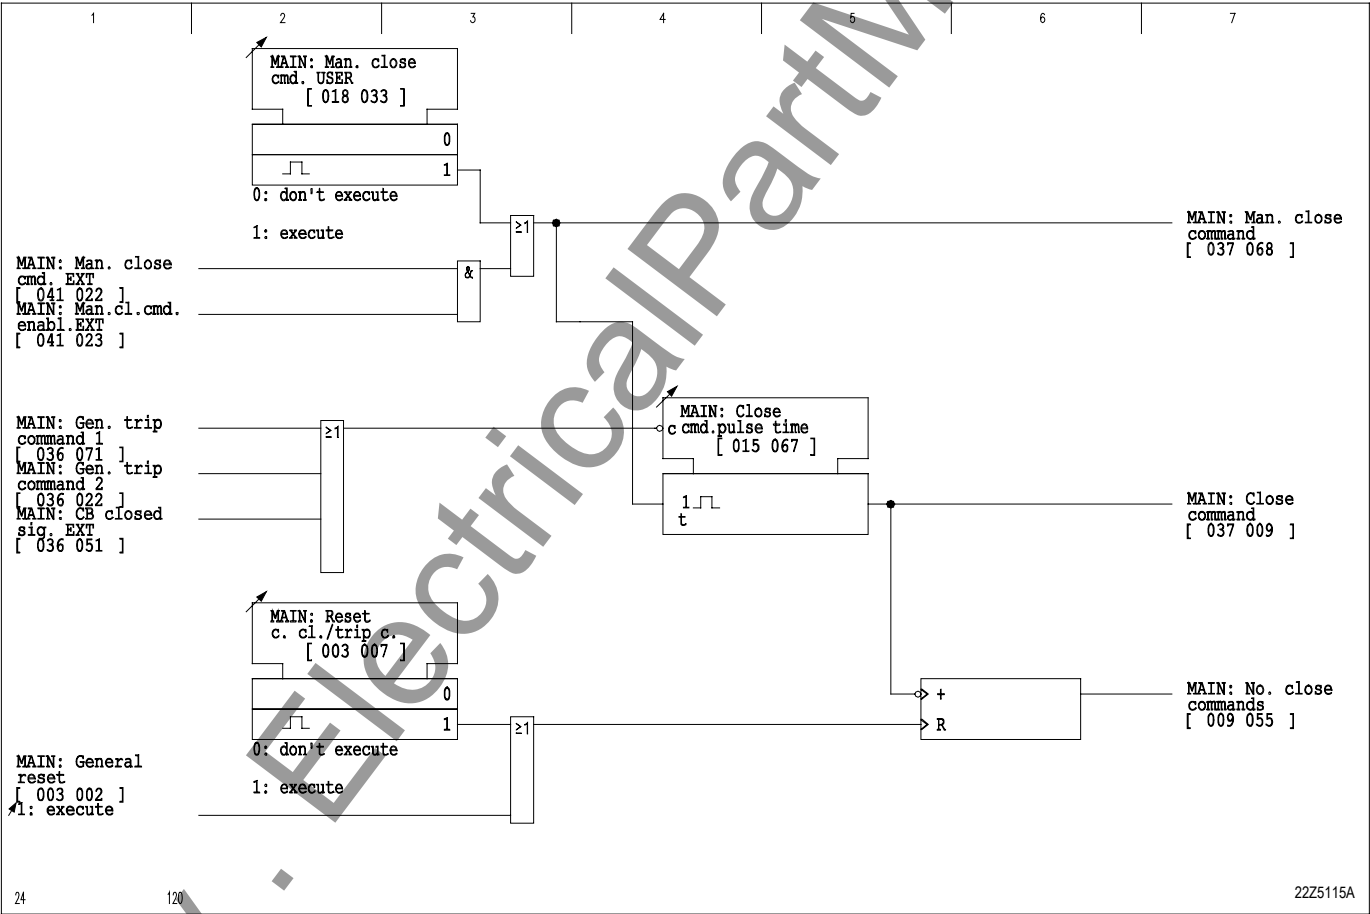 1 2 3 4 5 6 7
MAIN: Man. close
cmd. USER
[ 018 033 ]
0
1
0: don't execute
1: execute
≥1
MAIN: Man. close
command
[ 037 068 ]
MAIN: Man. close
cmd. EXT
[ 041 022 ]
MAIN: Man.cl.cmd.
enabl.EXT
[ 041 023 ]
&
MAIN: Gen. trip
command 1
[ 036 071 ]
MAIN: Gen. trip
command 2
[ 036 022 ]
MAIN: CB closed
sig. EXT
[ 036 051 ]
≥1
MAIN: Close
c cmd.pulse time
[ 015 067 ]
1
t
MAIN: Close
command
[ 037 009 ]
MAIN: Reset
c. cl./trip c.
[ 003 007 ]
0
1
0: don't execute
1: execute
≥1
+
R
MAIN: No. close
commands
[ 009 055 ]
MAIN: General
reset
[ 003 002 ]
1: execute
24 120
22Z5115A
. ElectricalPartM